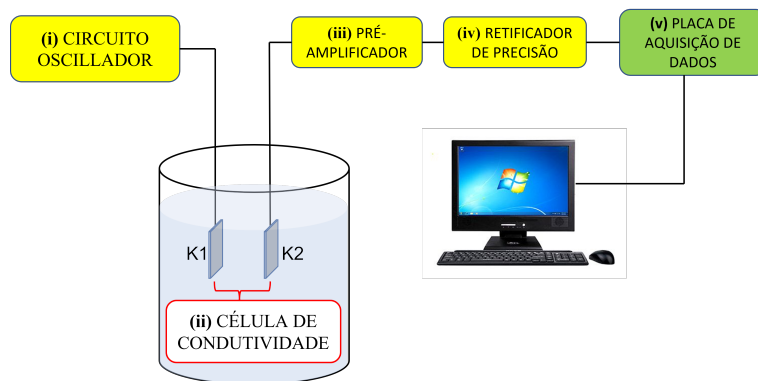 (i) CIRCUITO
OSCILLADOR
(iii) PRÉ-
AMPLIFICADOR
(iv) RETIFICADOR
DE PRECISÃO
(v) PLACA DE
AQUISIÇÃO DE
DADOS
K1
K2
(ii) CÉLULA DE
CONDUTIVIDADE